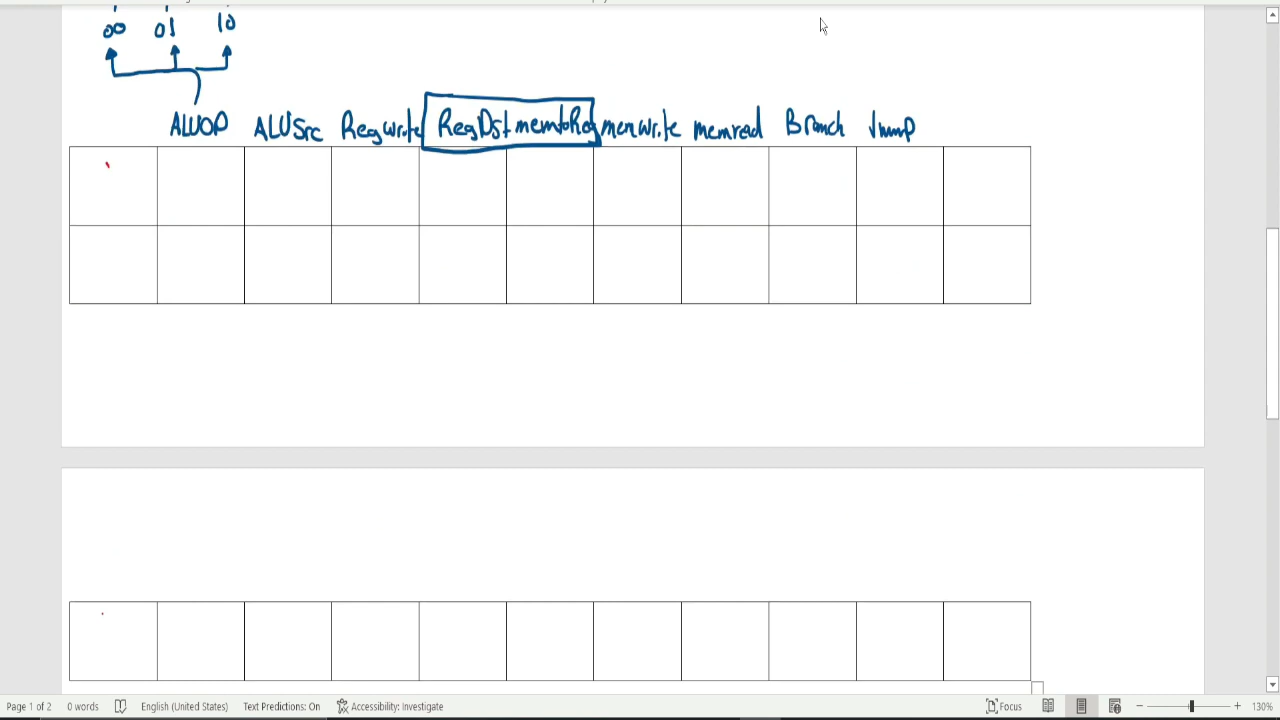 00 01 10
ALUOP ALUSrc RegWrite RegDst memtoReg memWrite memread Branch Jump
Page 1 of 2 0 words English (United States) Text Predictions: On Accessibility: Investigate Focus 130%